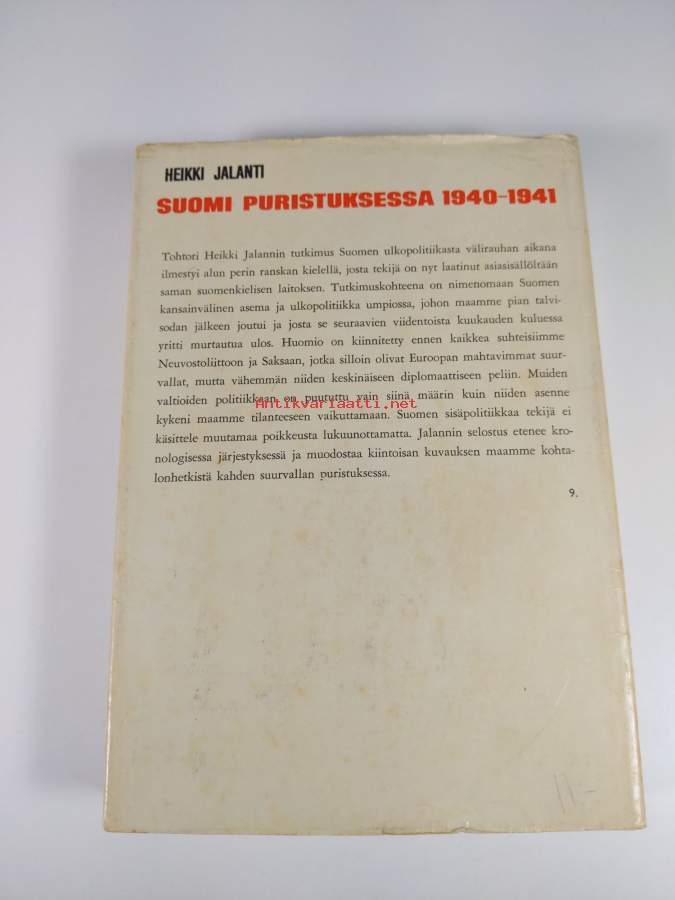 HEIKKI JALANTI
SUOMI PURISTUKSESSA 1940-1941
Tohtori Heikki Jalannin tutkimus Suomen ulkopolitiikasta välirauhan aikana
ilmestyi alun perin ranskan kielellä, josta tekijä on nyt laatinut asiasisällöltään
saman suomenkielisen laitoksen. Tutkimuskohteena on nimenomaan Suomen
kansainvälinen asema ja ulkopolitiikka umpiossa, johon maamme pian talvi-
sodan jälkeen joutui ja josta se seuraavien viidentoista kuukauden kuluessa
yritti murtautua ulos. Huomio on kiinnitetty ennen kaikkea suhteisiimme
Neuvostoliittoon ja Saksaan, jotka silloin olivat Euroopan mahtavimmat suur-
vallat, mutta vähemmän niiden keskinäiseen diplomaattiseen peliin. Muiden
valtioiden politiikkaan on puututtu vain siinä määrin kuin niiden asenne
Antikvariaatti.net
kykeni maamme tilanteeseen vaikuttamaan. Suomen sisäpolitiikkaa tekijä ei
käsittele muutamaa poikkeusta lukuunottamatta. Jalannin selostus etenee kro-
nologisessa järjestyksessä ja muodostaa kiintoisan kuvauksen maamme kohta-
lonhetkistä kahden suurvallan puristuksessa.
9.
11.-